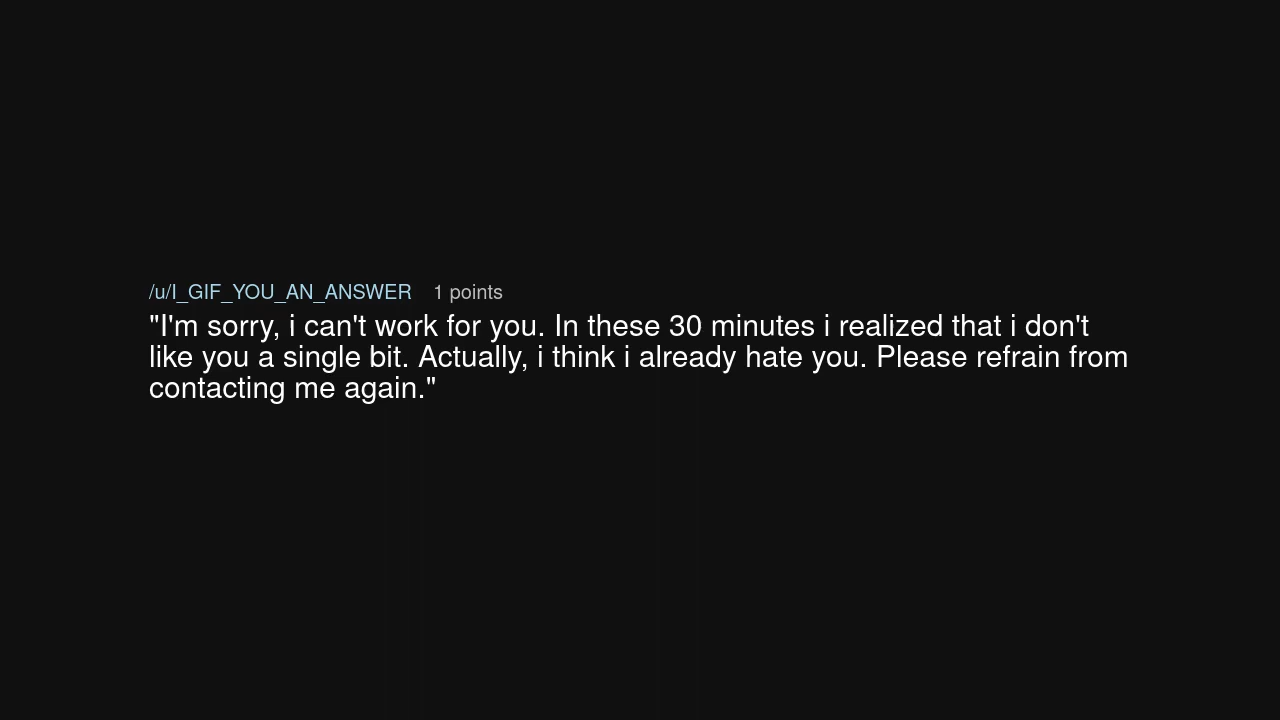 /u/I_GIF_YOU_AN_ANSWER 1 points
"I'm sorry, i can't work for you. In these 30 minutes i realized that i don't
like you a single bit. Actually, i think i already hate you. Please refrain from
contacting me again."